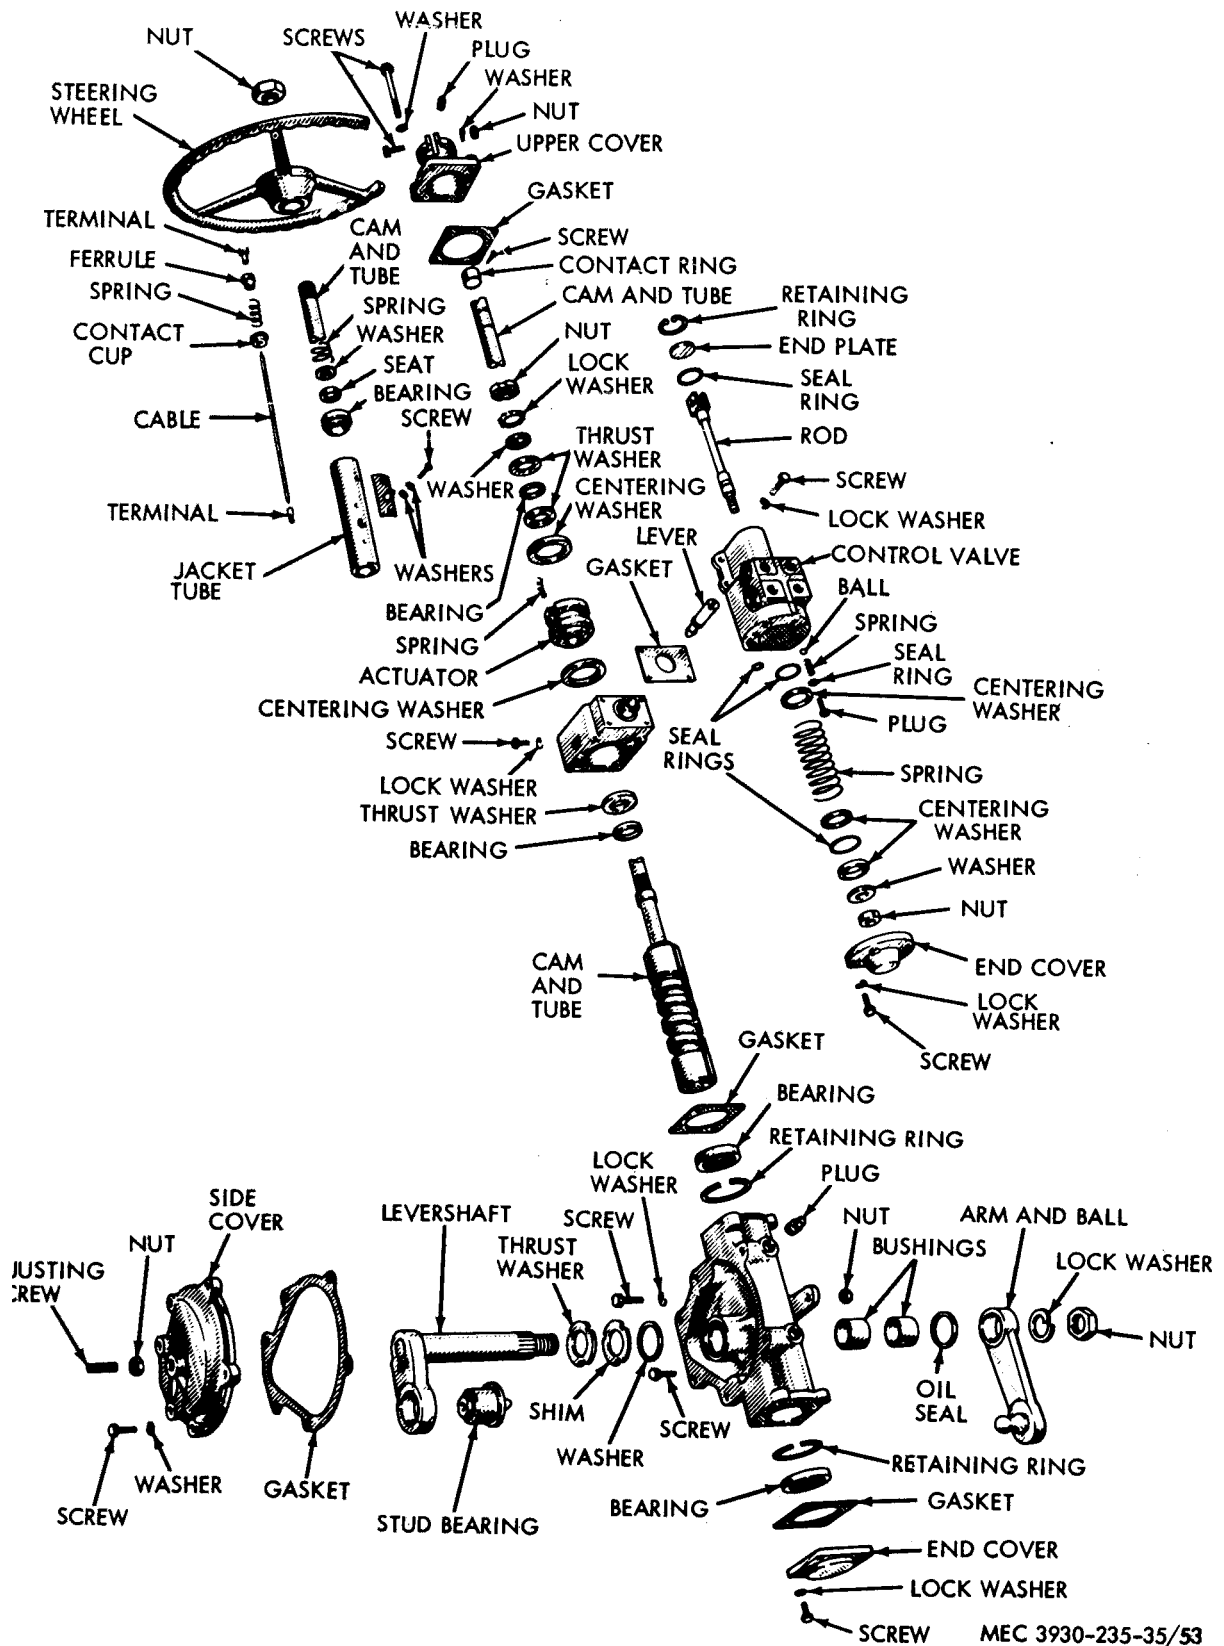 WASHER
NUT
SCREWS
PLUG
WASHER
STEERING
WHEEL
NUT
UPPER COVER
GASKET
TERMINAL
CAM
AND
TUBE
SCREW
FERRULE
CONTACT RING
SPRING
CAM AND TUBE
RETAINING
RING
SPRING
WASHER
NUT
CONTACT
CUP
END PLATE
LOCK
WASHER
SEAT
SEAL
RING
BEARING
CABLE
SCREW
THRUST
WASHER
ROD
WASHER
CENTERING
WASHER
SCREW
TERMINAL
LOCK WASHER
LEVER
CONTROL VALVE
JACKET
TUBE
WASHERS
GASKET
BALL
BEARING
SPRING
SPRING
SEAL
RING
ACTUATOR
CENTERING
WASHER
CENTERING WASHER
PLUG
SCREW
SEAL
RINGS
LOCK WASHER
SPRING
THRUST WASHER
CENTERING
WASHER
BEARING
WASHER
NUT
CAM
AND
TUBE
END COVER
LOCK
WASHER
GASKET
SCREW
BEARING
RETAINING RING
LOCK
WASHER
PLUG
SIDE
COVER
LEVERSHAFT
SCREW
NUT
ARM AND BALL
NUT
THRUST
WASHER
BUSHINGS
LOCK WASHER
JUSTING
CREW
NUT
OIL
SEAL
SHIM
SCREW
WASHER
WASHER
GASKET
RETAINING RING
SCREW
STUD BEARING
BEARING
GASKET
END COVER
LOCK WASHER
SCREW
MEC 3930-235-35/53